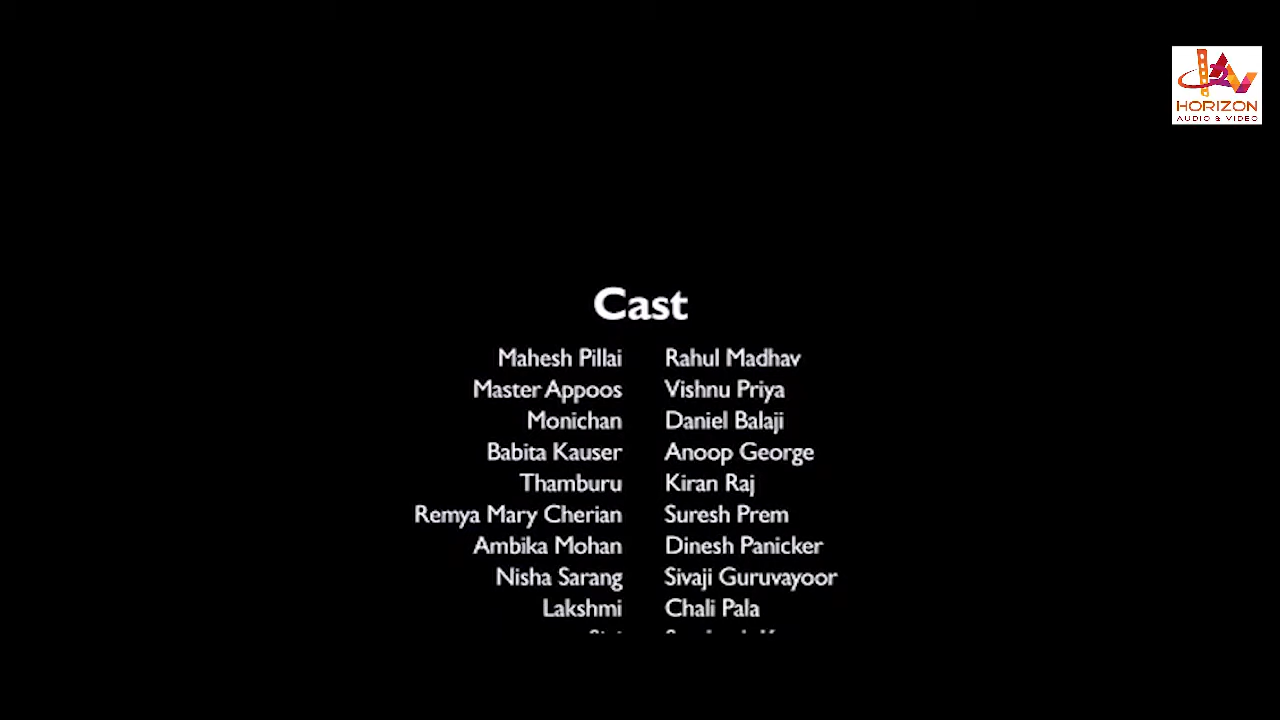 HORIZON
AUDIO & VIDEO
Cast
Mahesh Pillai Rahul Madhav
Master Appoos Vishnu Priya
Monichan Daniel Balaji
Babita Kauser Anoop George
Thamburu Kiran Raj
Remya Mary Cherian Suresh Prem
Ambika Mohan Dinesh Panicker
Nisha Sarang Sivaji Guruvayoor
Lakshmi Chali Pala